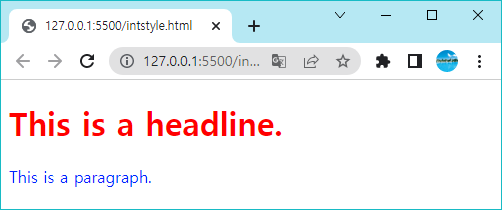 127.0.0.1:5500/intstyle.html
127.0.0.1:5500/in...
This is a headline.
This is a paragraph.